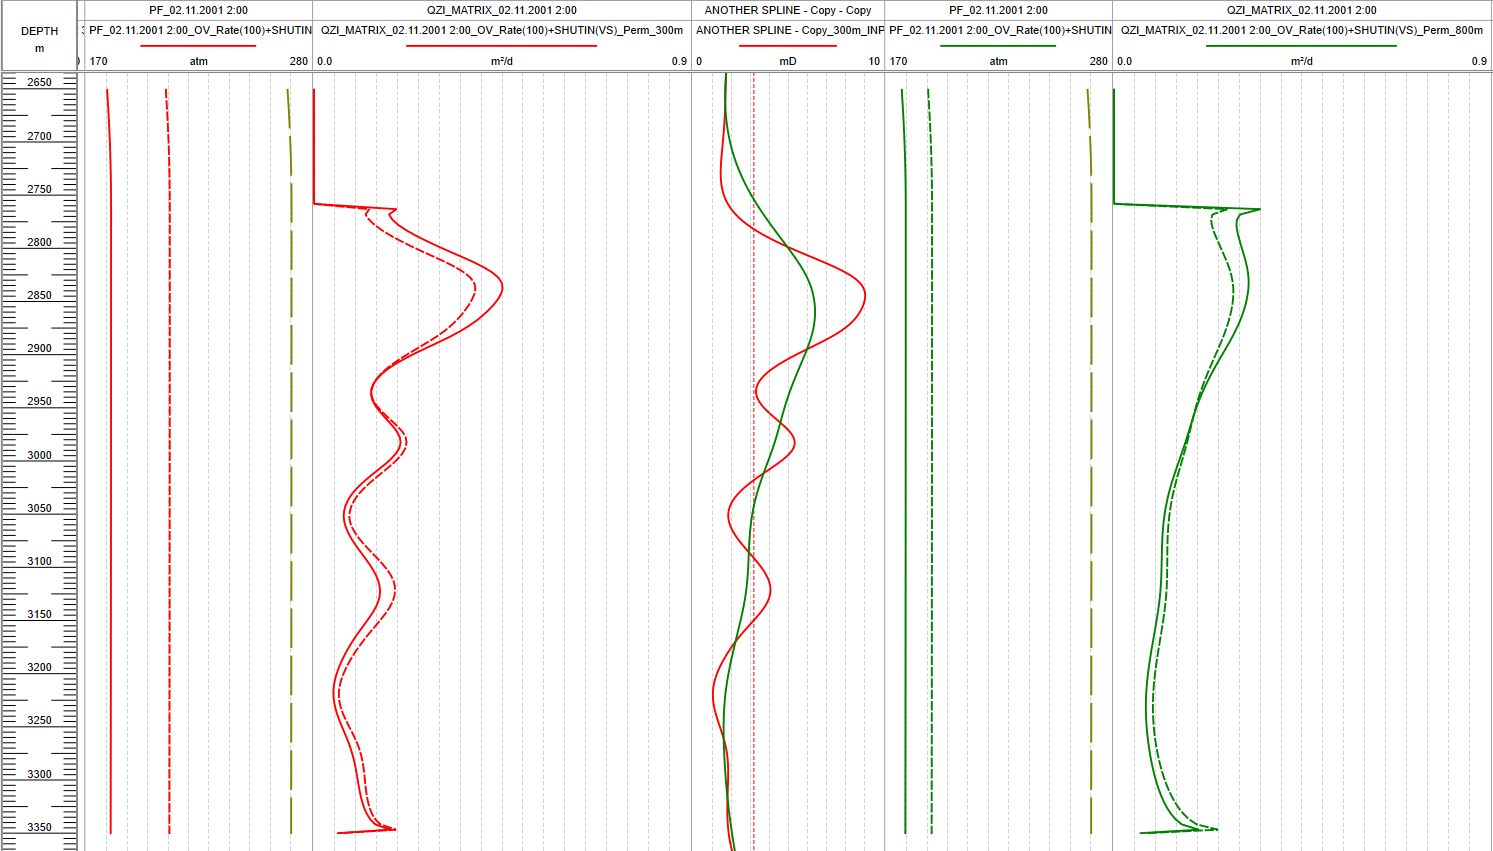 PF_02.11.2001 2:00
QZI_MATRIX_02.11.2001 2:00
ANOTHER SPLINE - Copy - Copy
PF_02.11.2001 2:00
QZI_MATRIX_02.11.2001 2:00
DEPTH
m
PF_02.11.2001 2:00_OV_Rate(100)+SHUTIN
QZI_MATRIX_02.11.2001 2:00_OV_Rate(100)+SHUTIN(VS)_Perm_300m
ANOTHER SPLINE - Copy_300m_INF
PF_02.11.2001 2:00_OV_Rate(100)+SHUTIN
QZI_MATRIX_02.11.2001 2:00_OV_Rate(100)+SHUTIN(VS)_Perm_800m
170 atm 280
0.0 m²/d 0.9
0 mD 10
170 atm 280
0.0 m²/d 0.9
2650
2700
2750
2800
2850
2900
2950
3000
3050
3100
3150
3200
3250
3300
3350